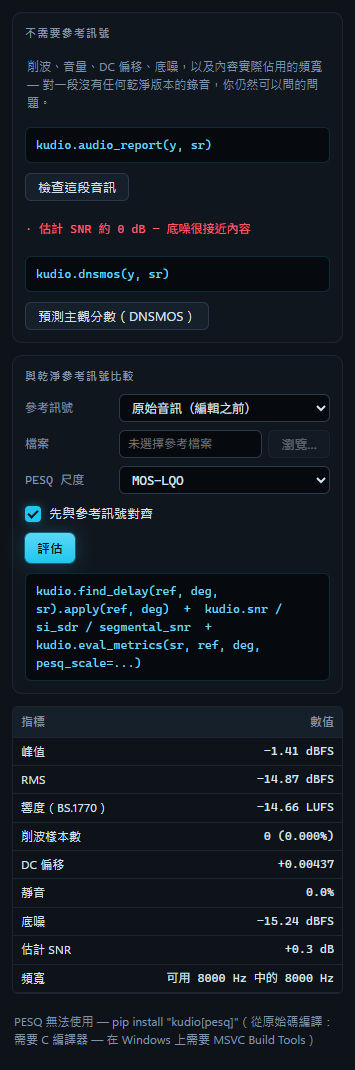 不需要參考訊號
削波、音量、DC 偏移、底噪，以及內容實際佔用的頻寬
— 對一段沒有任何乾淨版本的錄音，你仍然可以問的問
題。
kudio.audio_report(y, sr)
檢查這段音訊
· 估計 SNR 約 0 dB — 底噪很接近內容
kudio.dnsmos(y, sr)
預測主觀分數（DNSMOS）
與乾淨參考訊號比較
參考訊號 原始音訊（編輯之前）
檔案 未選擇參考檔案 瀏覽…
PESQ 尺度 MOS-LQO
先與參考訊號對齊
評估
kudio.find_delay(ref, deg,
sr).apply(ref, deg) + kudio.snr /
si_sdr / segmental_snr +
kudio.eval_metrics(sr, ref, deg,
pesq_scale=...)
指標 數值
峰值 −1.41 dBFS
RMS −14.87 dBFS
響度（BS.1770） −14.66 LUFS
削波樣本數 0 (0.000%)
DC 偏移 +0.00437
靜音 0.0%
底噪 −15.24 dBFS
估計 SNR +0.3 dB
頻寬 可用 8000 Hz 中的 8000 Hz
PESQ 無法使用 — pip install "kudio[pesq]"（從原始碼編譯：
需要 C 編譯器 — 在 Windows 上需要 MSVC Build Tools）